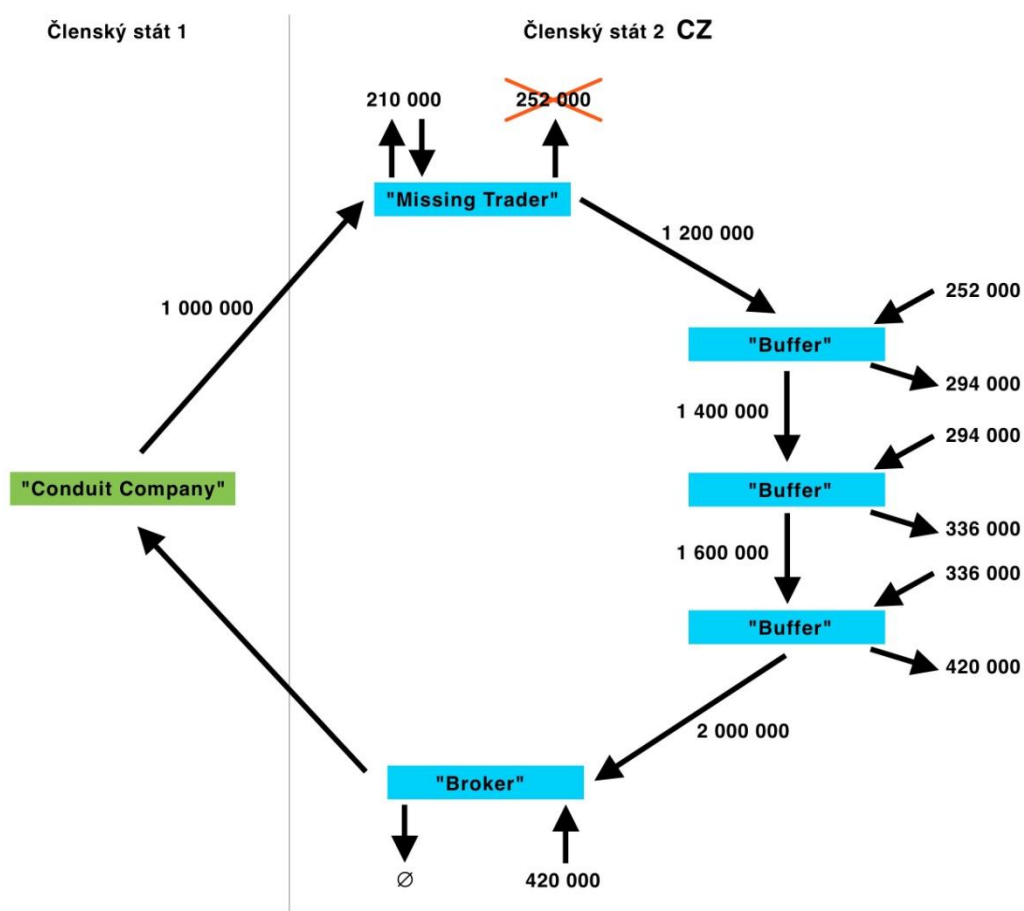 Členský stát 1
Členský stát 2 CZ
210 000
252 000
"Missing Trader"
1 200 000
1 000 000
252 000
"Buffer"
294 000
1 400 000
294 000
"Conduit Company"
"Buffer"
336 000
1 600 000
336 000
"Buffer"
420 000
2 000 000
"Broker"
∅
420 000